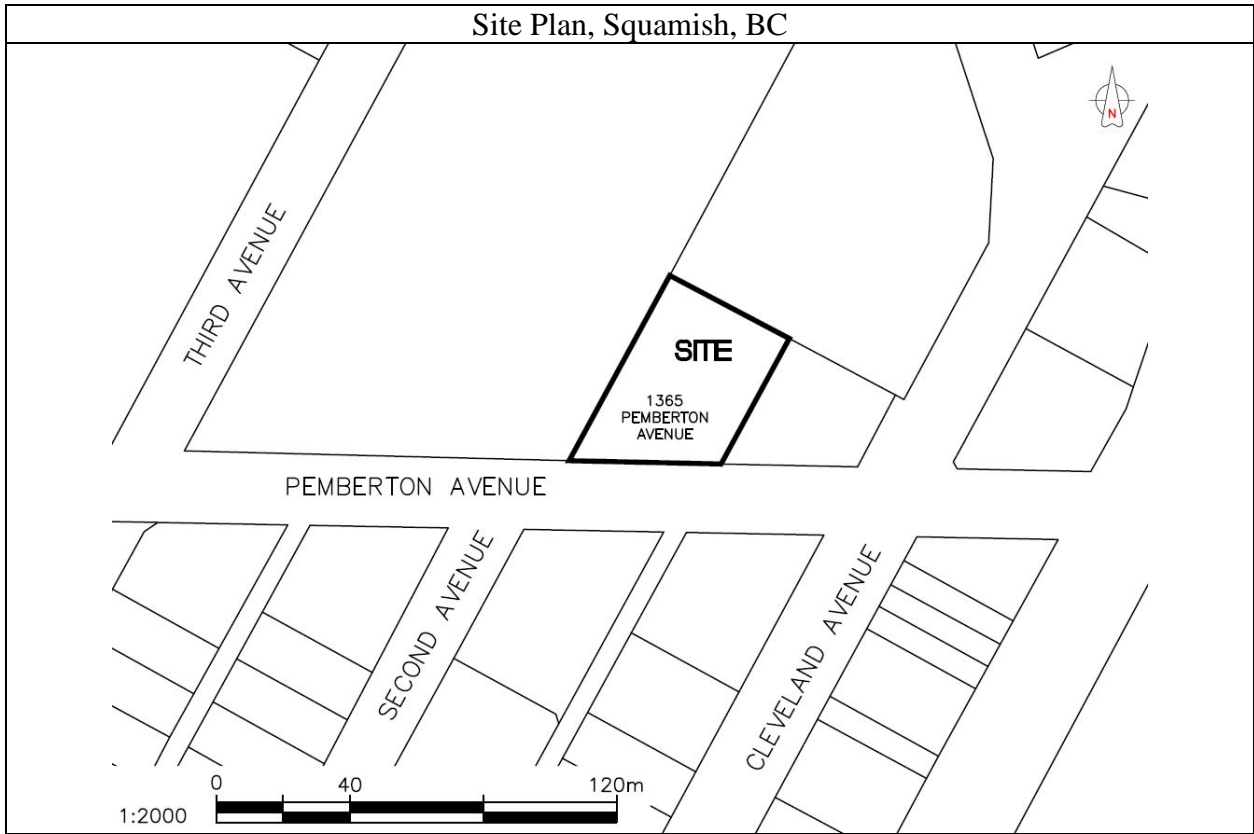 Site Plan, Squamish, BC
N
THIRD AVENUE
SITE
1365
PEMBERTON
AVENUE
PEMBERTON AVENUE
SECOND AVENUE
CLEVELAND AVENUE
0 40 120m
1:2000